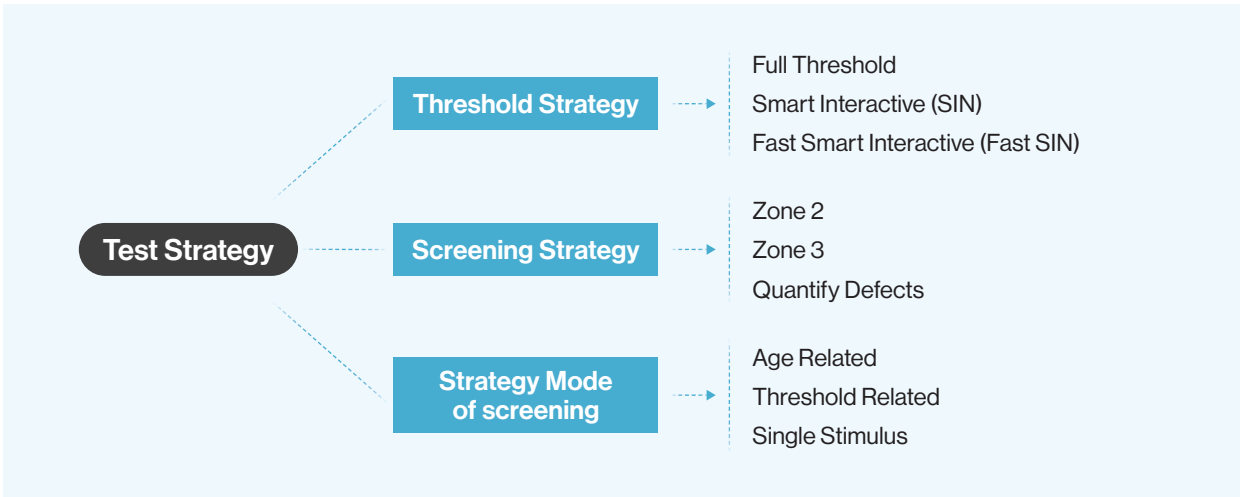 Test Strategy
Threshold Strategy
Full Threshold
Smart Interactive (SIN)
Fast Smart Interactive (Fast SIN)
Screening Strategy
Zone 2
Zone 3
Quantify Defects
Strategy Mode
of screening
Age Related
Threshold Related
Single Stimulus